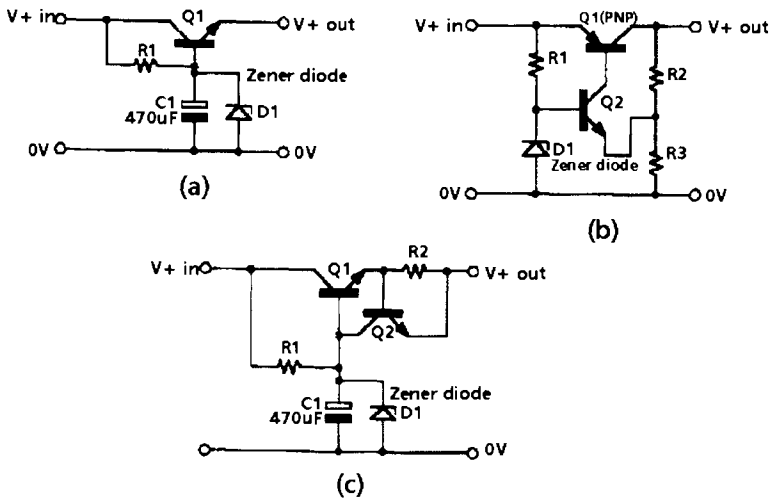 V+ in
Q1
V+ out
R1
Zener diode
C1
470uF
D1
0V
0V
(a)
V+ in
Q1(PNP)
V+ out
R1
R2
Q2
D1
Zener diode
R3
0V
0V
(b)
V+ in
Q1
R2
V+ out
Q2
R1
Zener diode
C1
470uF
D1
0V
(c)